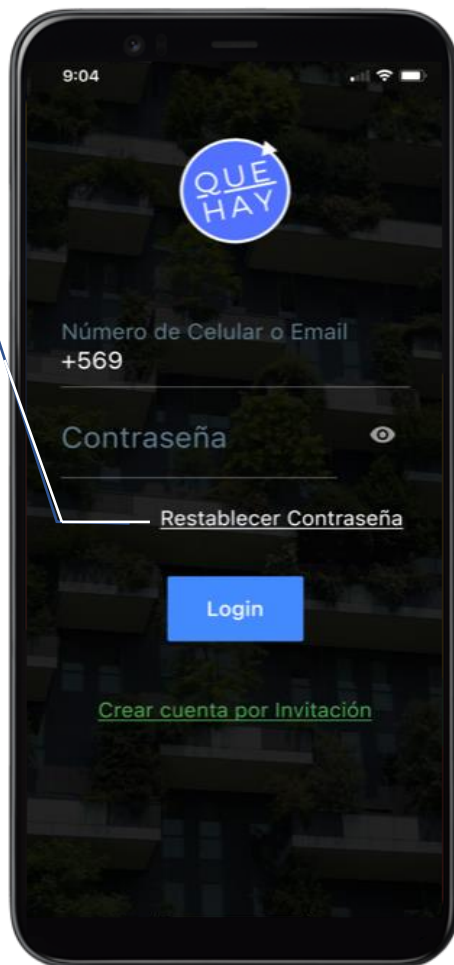 9:04
QUE
HAY
Número de Celular o Email
+569
Contraseña
Restablecer Contraseña
Login
Crear cuenta por Invitación